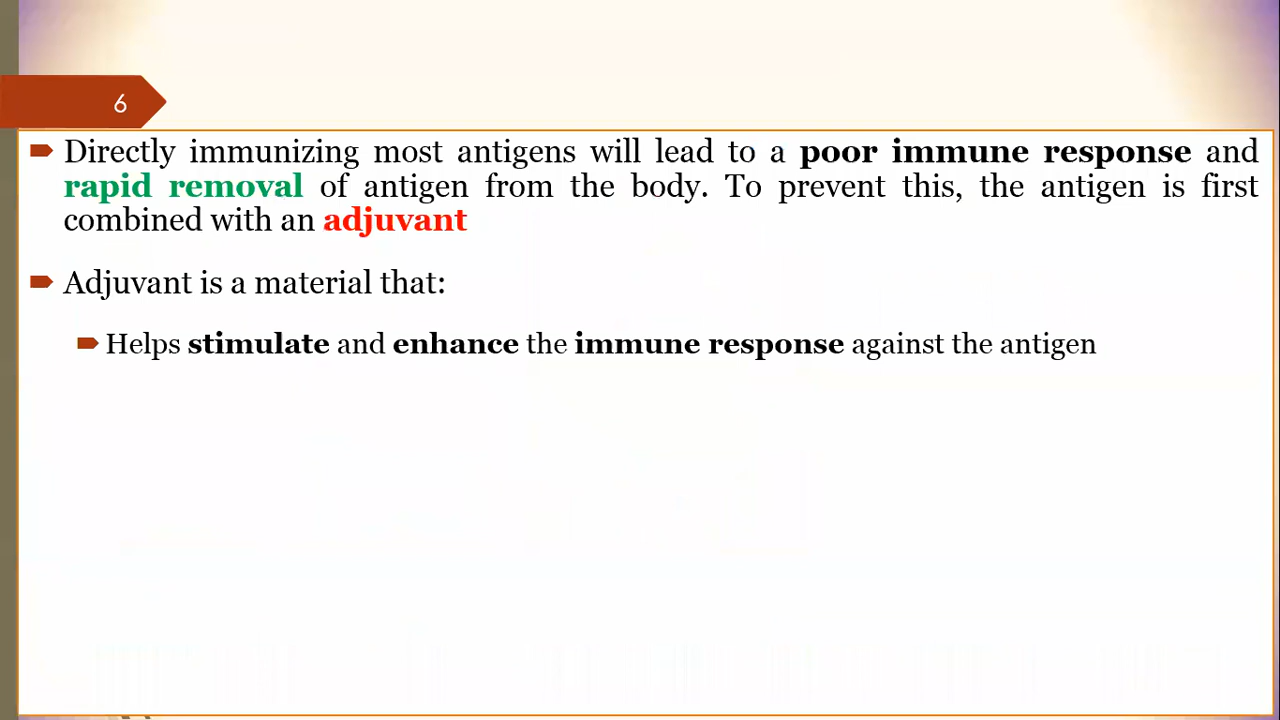 6
Directly immunizing most antigens will lead to a poor immune response and
rapid removal of antigen from the body. To prevent this, the antigen is first
combined with an adjuvant
Adjuvant is a material that:
Helps stimulate and enhance the immune response against the antigen